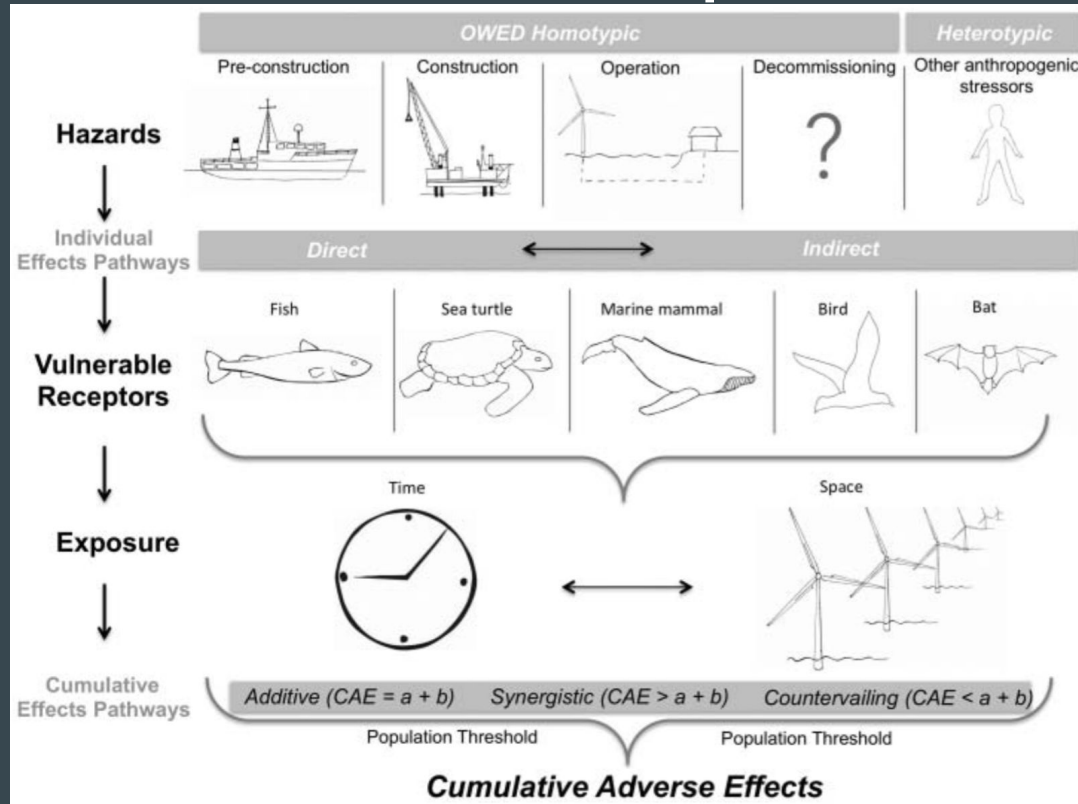 OWED Homotypic
Heterotypic
Pre-construction
Construction
Operation
Decommissioning
Other anthropogenic
stressors
Hazards
?
Individual
Effects Pathways
Direct
Indirect
Fish
Sea turtle
Marine mammal
Bird
Bat
Vulnerable
Receptors
Time
Space
Exposure
Cumulative
Effects Pathways
Additive (CAE = a + b)
Synergistic (CAE > a + b)
Countervailing (CAE < a + b)
Population Threshold
Population Threshold
Cumulative Adverse Effects